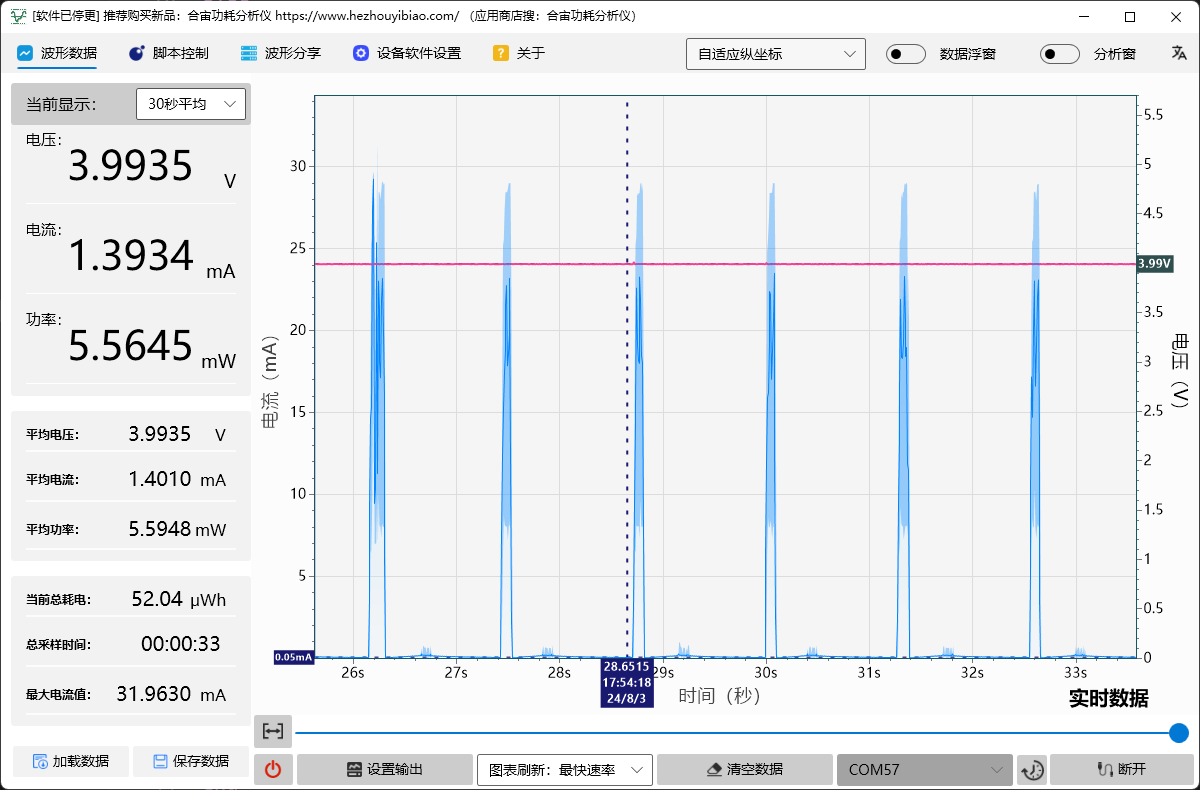 [软件已停更] 推荐购买新品：合宙功耗分析仪 https://www.hezhouyibiao.com/ （应用商店搜：合宙功耗分析仪）
波形数据 脚本控制 波形分享 设备软件设置 ? 关于 自适应纵坐标 数据浮窗 分析窗
当前显示： 30秒平均
电压：
3.9935 V
电流：
1.3934 mA
功率：
5.5645 mW
平均电压： 3.9935 V
平均电流： 1.4010 mA
平均功率： 5.5948 mW
当前总耗电： 52.04 μWh
总采样时间： 00:00:33
最大电流值： 31.9630 mA
加载数据 保存数据
电流（mA）
30
25
20
15
10
5
0.05mA
5.5
5
4.5
3.99V
3.5
3
2.5
2
1.5
1
0.5
0
电压（V）
26s 27s 28s 29s 30s 31s 32s 33s
28.6515
17:54:18
24/8/3
时间（秒）
实时数据
设置输出 图表刷新：最快速率 清空数据 COM57 断开